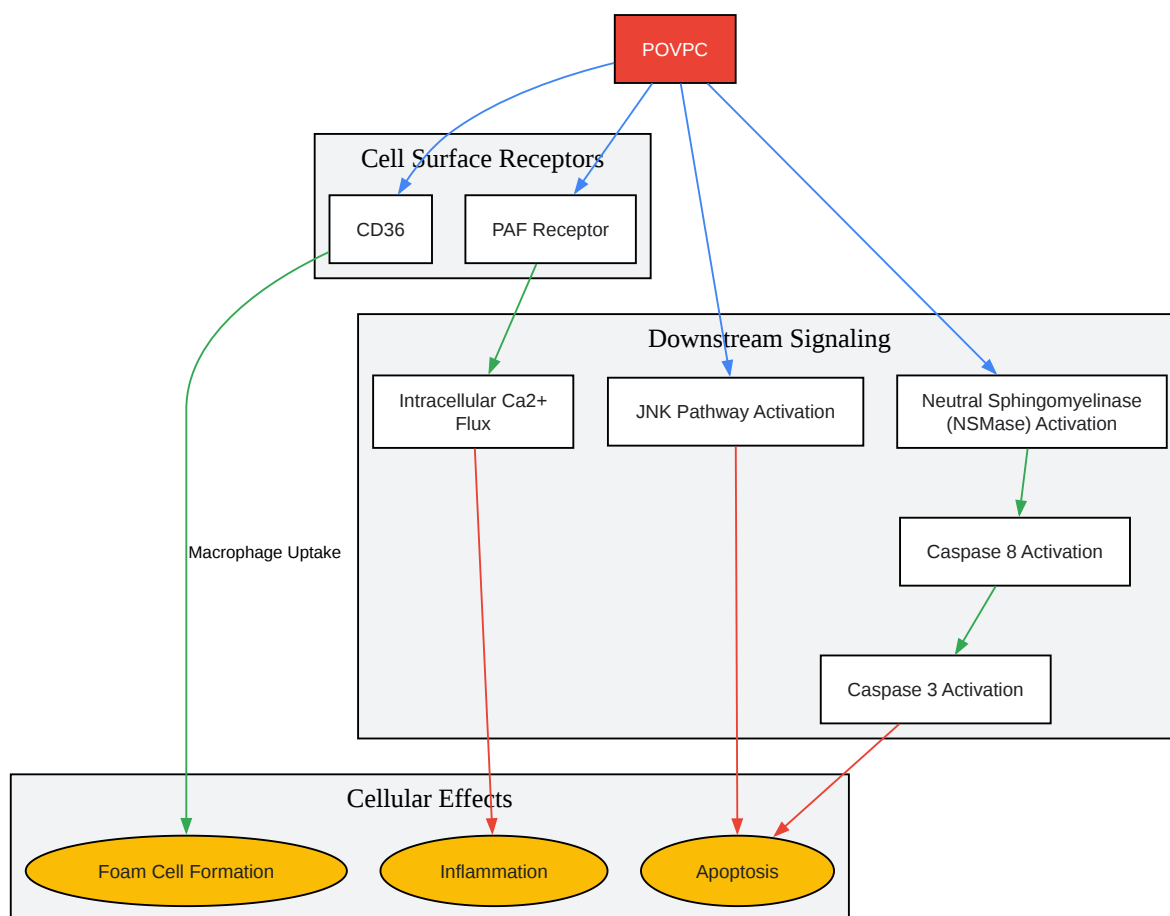 POVPC
Cell Surface Receptors
CD36
PAF Receptor
Downstream Signaling
Intracellular Ca2+
Flux
JNK Pathway Activation
Neutral Sphingomyelinase
(NSMase) Activation
Caspase 8 Activation
Macrophage Uptake
Caspase 3 Activation
Cellular Effects
Foam Cell Formation
Inflammation
Apoptosis